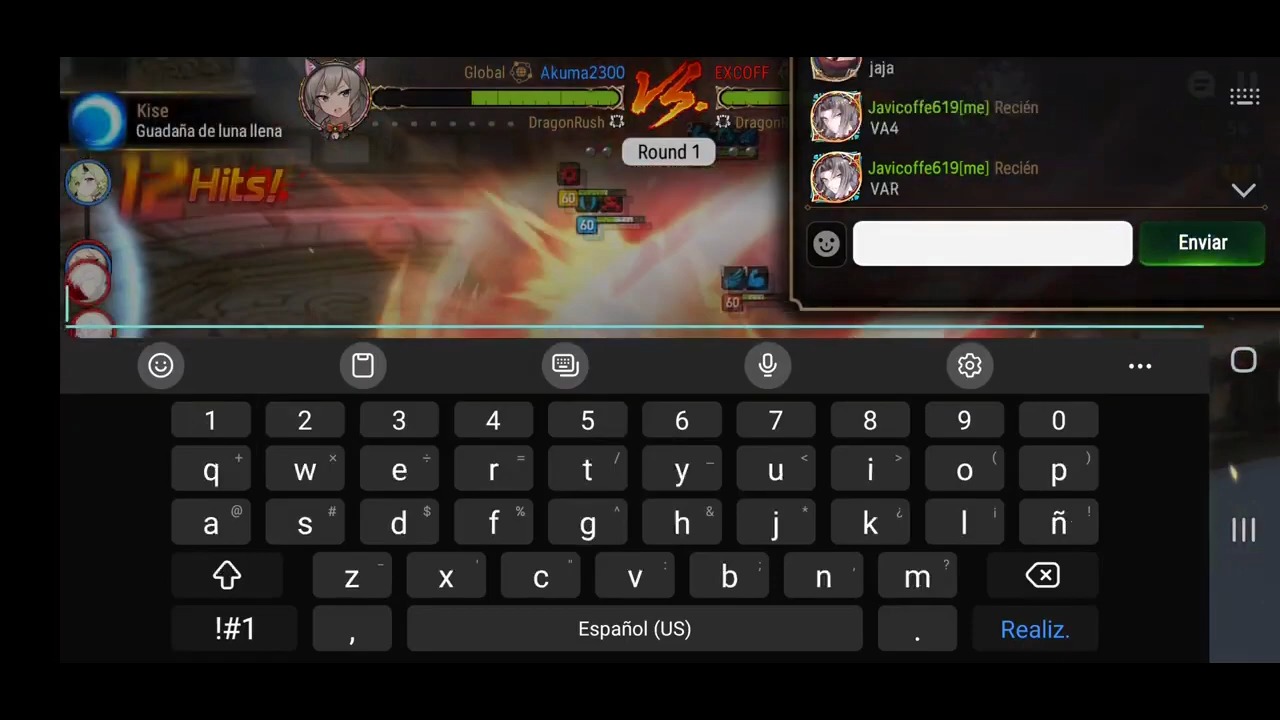 Global Akuma2300 VS. EXCOFF
Kise
Guadaña de luna llena
DragonRush
Round 1
12 Hits!
60
60
60
jaja
Javicoffe619[me] Recién
VA4
Javicoffe619[me] Recién
VAR
Enviar
1 2 3 4 5 6 7 8 9 0
q + w × e ÷ r = t / y _ u < i > o ( p )
a @ s # d $ f % g ^ h & j * k ¿ l ¡ ñ !
z - x ' c " v : b ; n , m ?
!#1 , Español (US) . Realiz.